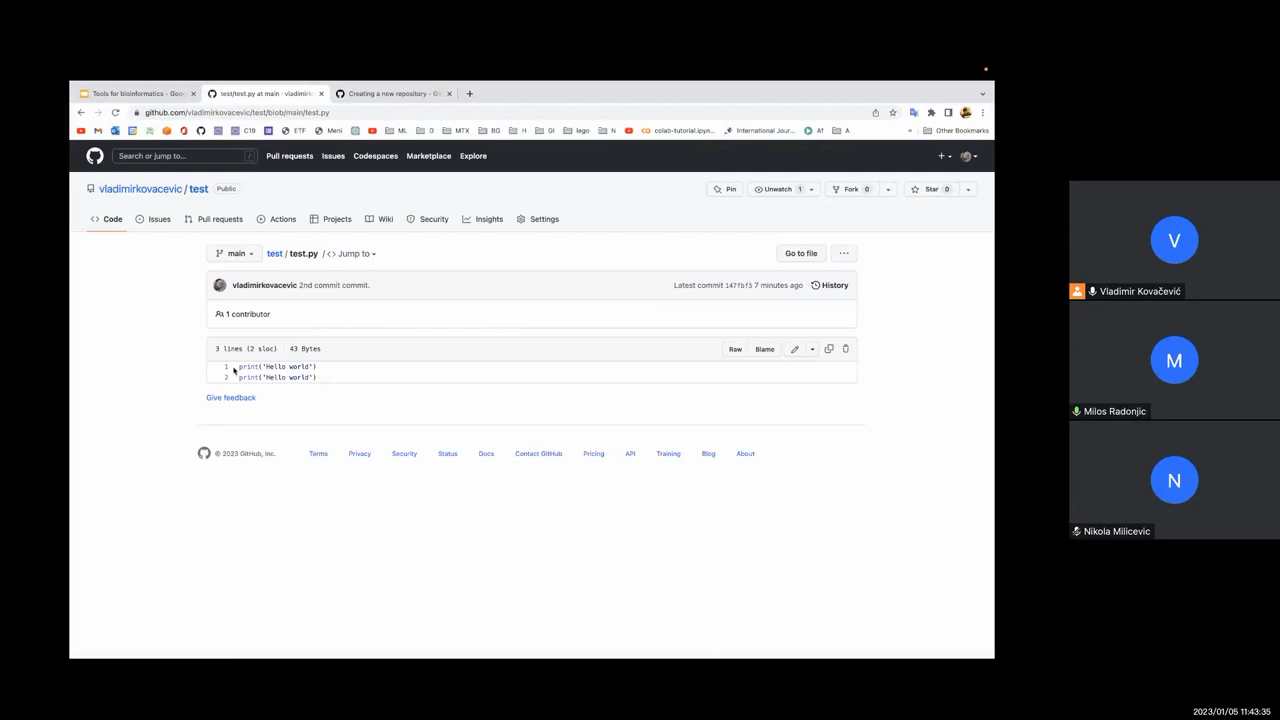 Tools for bioinformatics - Goog
test/test.py at main · vladimirk
Creating a new repository - Git
github.com/vladimirkovacevic/test/blob/main/test.py
C19
ETF
Meni
ML
D
MTX
BG
H
GI
lego
N
colab-tutorial.ipyn...
International Jour...
Af
A
Other Bookmarks
Search or jump to...
/
Pull requests
Issues
Codespaces
Marketplace
Explore
vladimirkovacevic / test
Public
Pin
Unwatch 1
Fork 0
Star 0
Code
Issues
Pull requests
Actions
Projects
Wiki
Security
Insights
Settings
main
test / test.py / <> Jump to
Go to file
...
vladimirkovacevic 2nd commit commit.
Latest commit 147fbf5 7 minutes ago
History
1 contributor
3 lines (2 sloc) 43 Bytes
Raw
Blame
1 print('Hello world')
2 print('Hello world')
Give feedback
© 2023 GitHub, Inc.
Terms
Privacy
Security
Status
Docs
Contact GitHub
Pricing
API
Training
Blog
About
V
Vladimir Kovačević
M
Milos Radonjic
N
Nikola Milicevic
2023/01/05 11:43:35